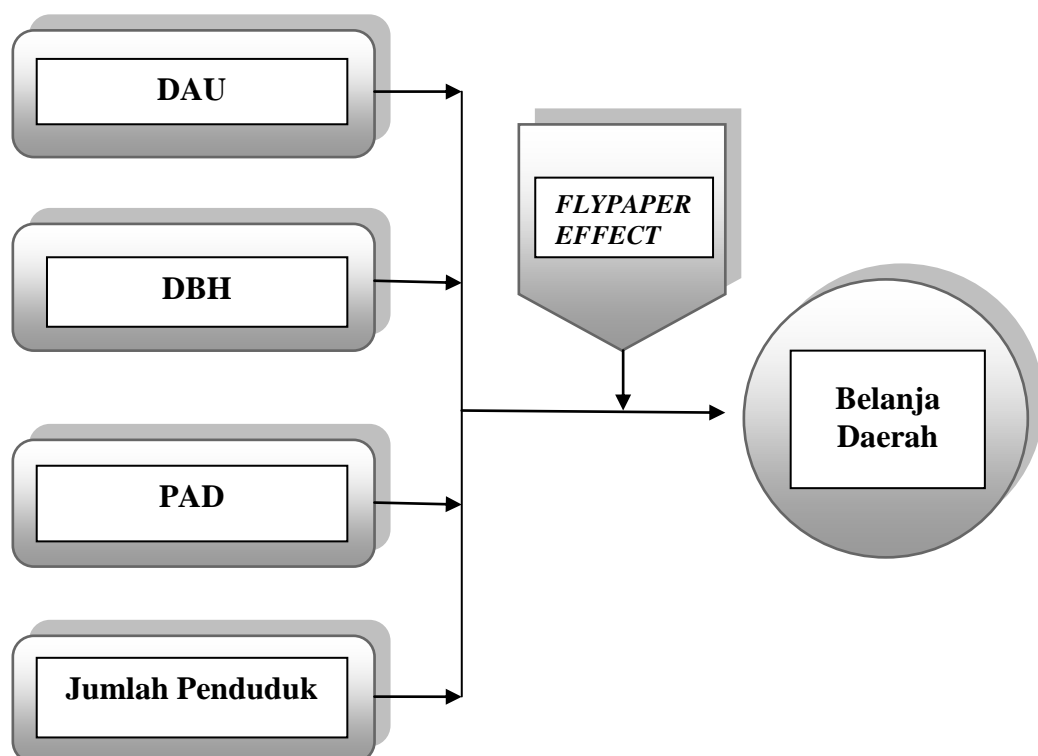 DAU
DBH
PAD
Jumlah Penduduk
FLYPAPER
EFFECT
Belanja
Daerah